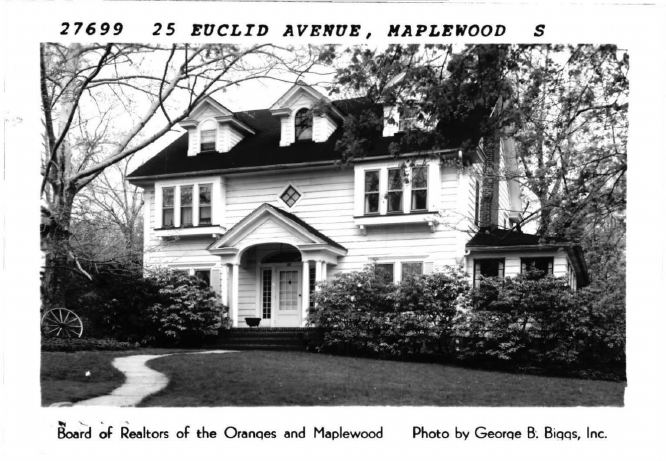 27699 25 EUCLID AVENUE, MAPLEWOOD S
Board of Realtors of the Oranges and Maplewood Photo by George B. Biggs, Inc.